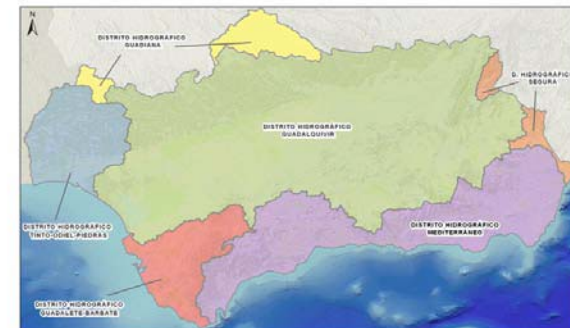 N
DISTRITO HIDROGRÁFICO
GUADIANA
D. HIDROGRÁFICO
SEGURA
DISTRITO HIDROGRÁFICO
GUADALQUIVIR
DISTRITO HIDROGRÁFICO
TINTO-ODIEL-PIEDRAS
DISTRITO HIDROGRÁFICO
MEDITERRÁNEO
DISTRITO HIDROGRÁFICO
GUADALETE-BARBATE